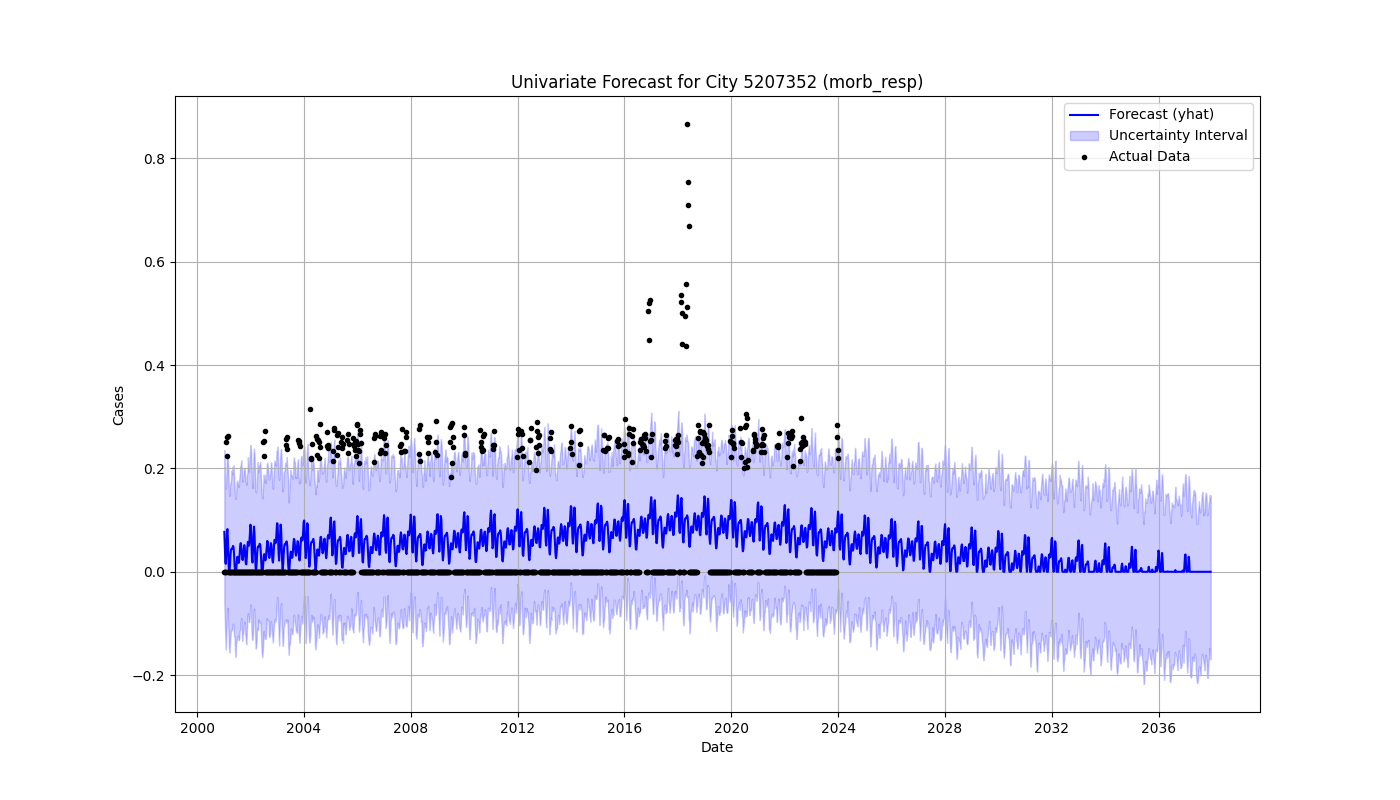 Univariate Forecast for City 5207352 (morb_resp)
Forecast (yhat)
Uncertainty Interval
Actual Data
Cases
0.8
0.6
0.4
0.2
0.0
−0.2
2000 2004 2008 2012 2016 2020 2024 2028 2032 2036
Date